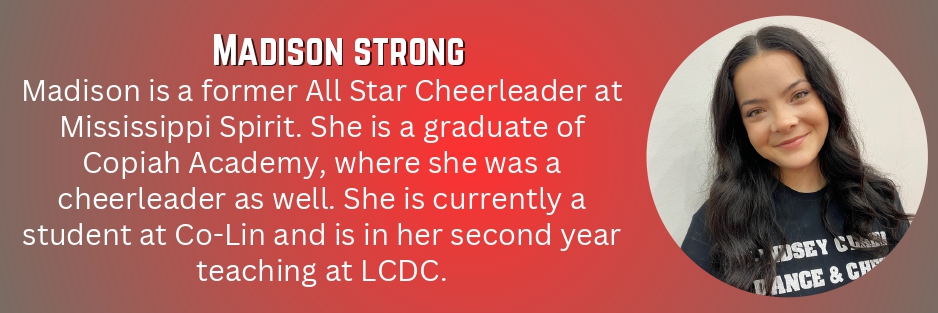 Madison strong
Madison is a former All Star Cheerleader at
Mississippi Spirit. She is a graduate of
Copiah Academy, where she was a
cheerleader as well. She is currently a
student at Co-Lin and is in her second year
teaching at LCDC.
DANCE &